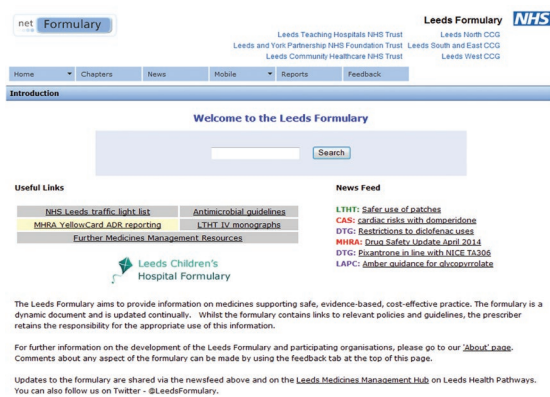 net Formulary
Leeds Formulary NHS
Leeds Teaching Hospitals NHS Trust Leeds North CCG
Leeds and York Partnership NHS Foundation Trust Leeds South and East CCG
Leeds Community Healthcare NHS Trust Leeds West CCG
Home Chapters News Mobile Reports Feedback
Introduction
Welcome to the Leeds Formulary
Search
Useful Links
NHS Leeds traffic light list Antimicrobial guidelines
MHRA YellowCard ADR reporting LTHT IV monographs
Further Medicines Management Resources
Leeds Children's
Hospital Formulary
News Feed
LTHT: Safer use of patches
CAS: cardiac risks with domperidone
DTG: Restrictions to diclofenac uses
MHRA: Drug Safety Update April 2014
DTG: Pixantrone in line with NICE TA306
LAPC: Amber guidance for glycopyrrolate
The Leeds Formulary aims to provide information on medicines supporting safe, evidence-based, cost-effective practice. The formulary is a
dynamic document and is updated continually. Whilst the formulary contains links to relevant policies and guidelines, the prescriber
retains the responsibility for the appropriate use of this information.
For further information on the development of the Leeds Formulary and participating organisations, please go to our 'About' page.
Comments about any aspect of the formulary can be made by using the feedback tab at the top of this page.
Updates to the formulary are shared via the newsfeed above and on the Leeds Medicines Management Hub on Leeds Health Pathways.
You can also follow us on Twitter - @LeedsFormulary.